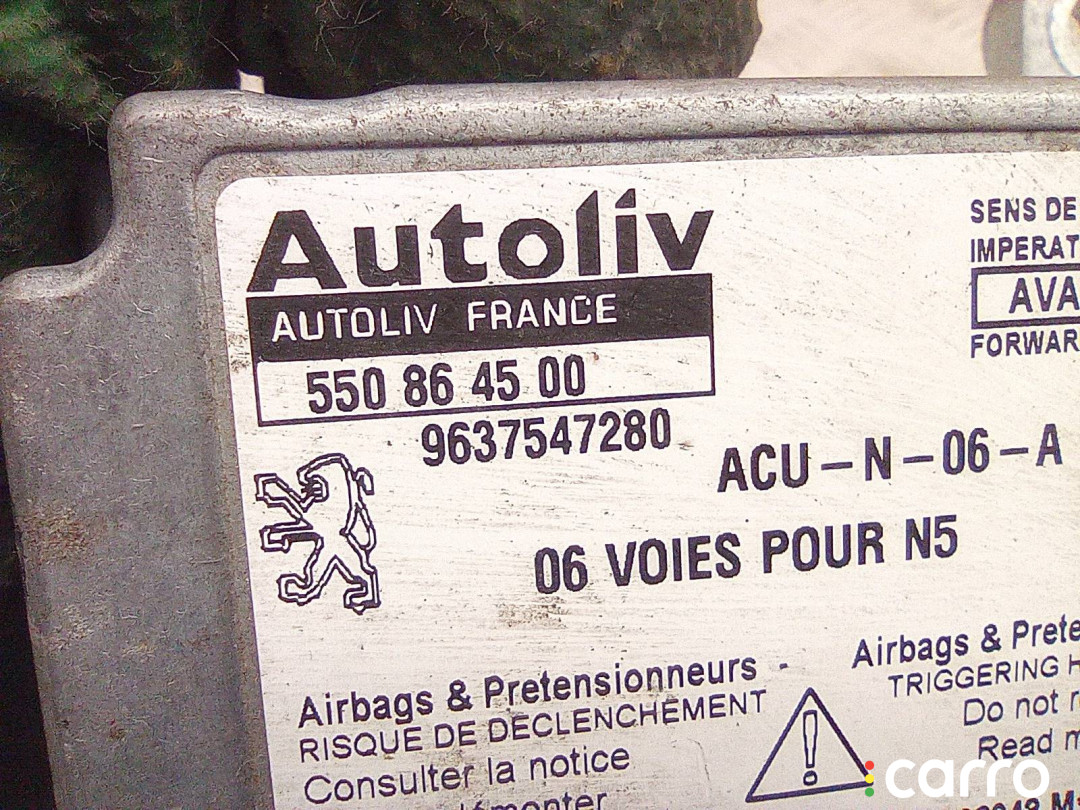 Autoliv
AUTOLIV FRANCE
550 86 45 00
9637547280
SENS DE
IMPERAT
AVA
FORWAR
ACU-N-06-A
06 VOIES POUR N5
Airbags & Pretensionneurs -
RISQUE DE DECLENCHEMENT
Consulter la notice
démonter
Airbags & Prete
TRIGGERING H
Do not r
Read m
carro